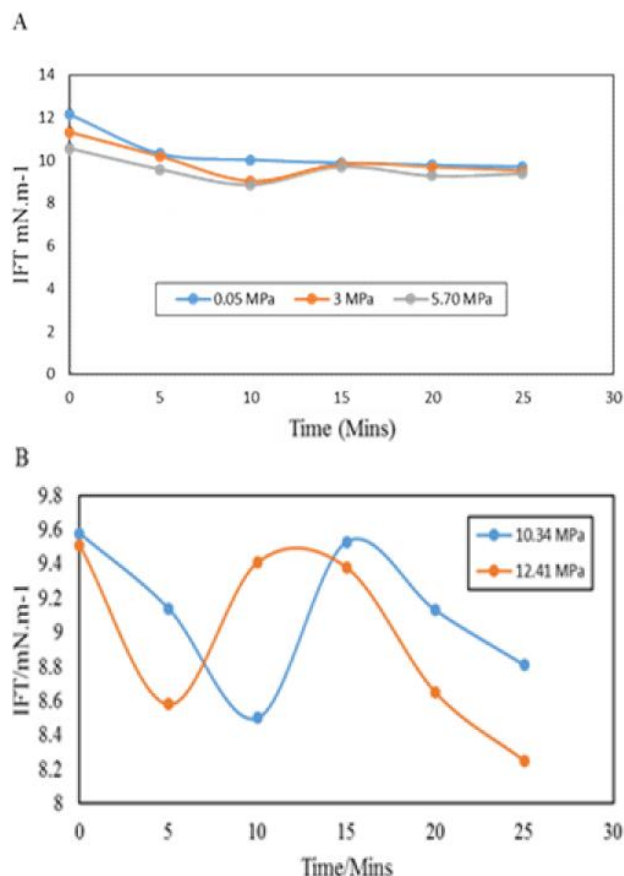 A
14
12
10
8
6
4
2
0
IFT mN.m-1
0.05 MPa 3 MPa 5.70 MPa
0 5 10 15 20 25 30
Time (Mins)
B
9.8
9.6
9.4
9.2
9
8.8
8.6
8.4
8.2
8
IFT/mN.m-1
10.34 MPa
12.41 MPa
0 5 10 15 20 25 30
Time/Mins